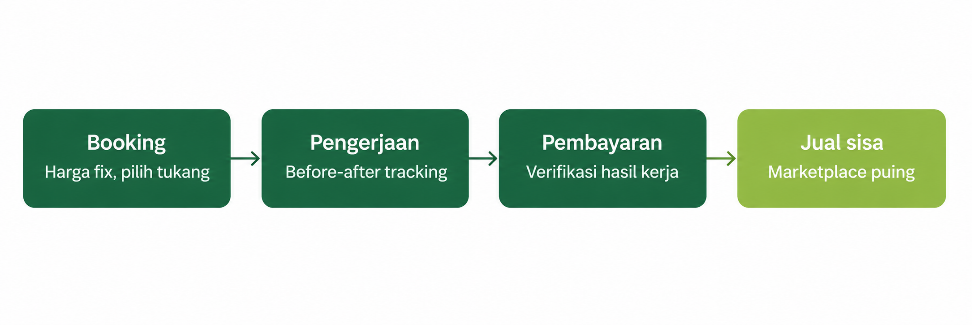 Booking
Harga fix, pilih tukang
Pengerjaan
Before-after tracking
Pembayaran
Verifikasi hasil kerja
Jual sisa
Marketplace puing